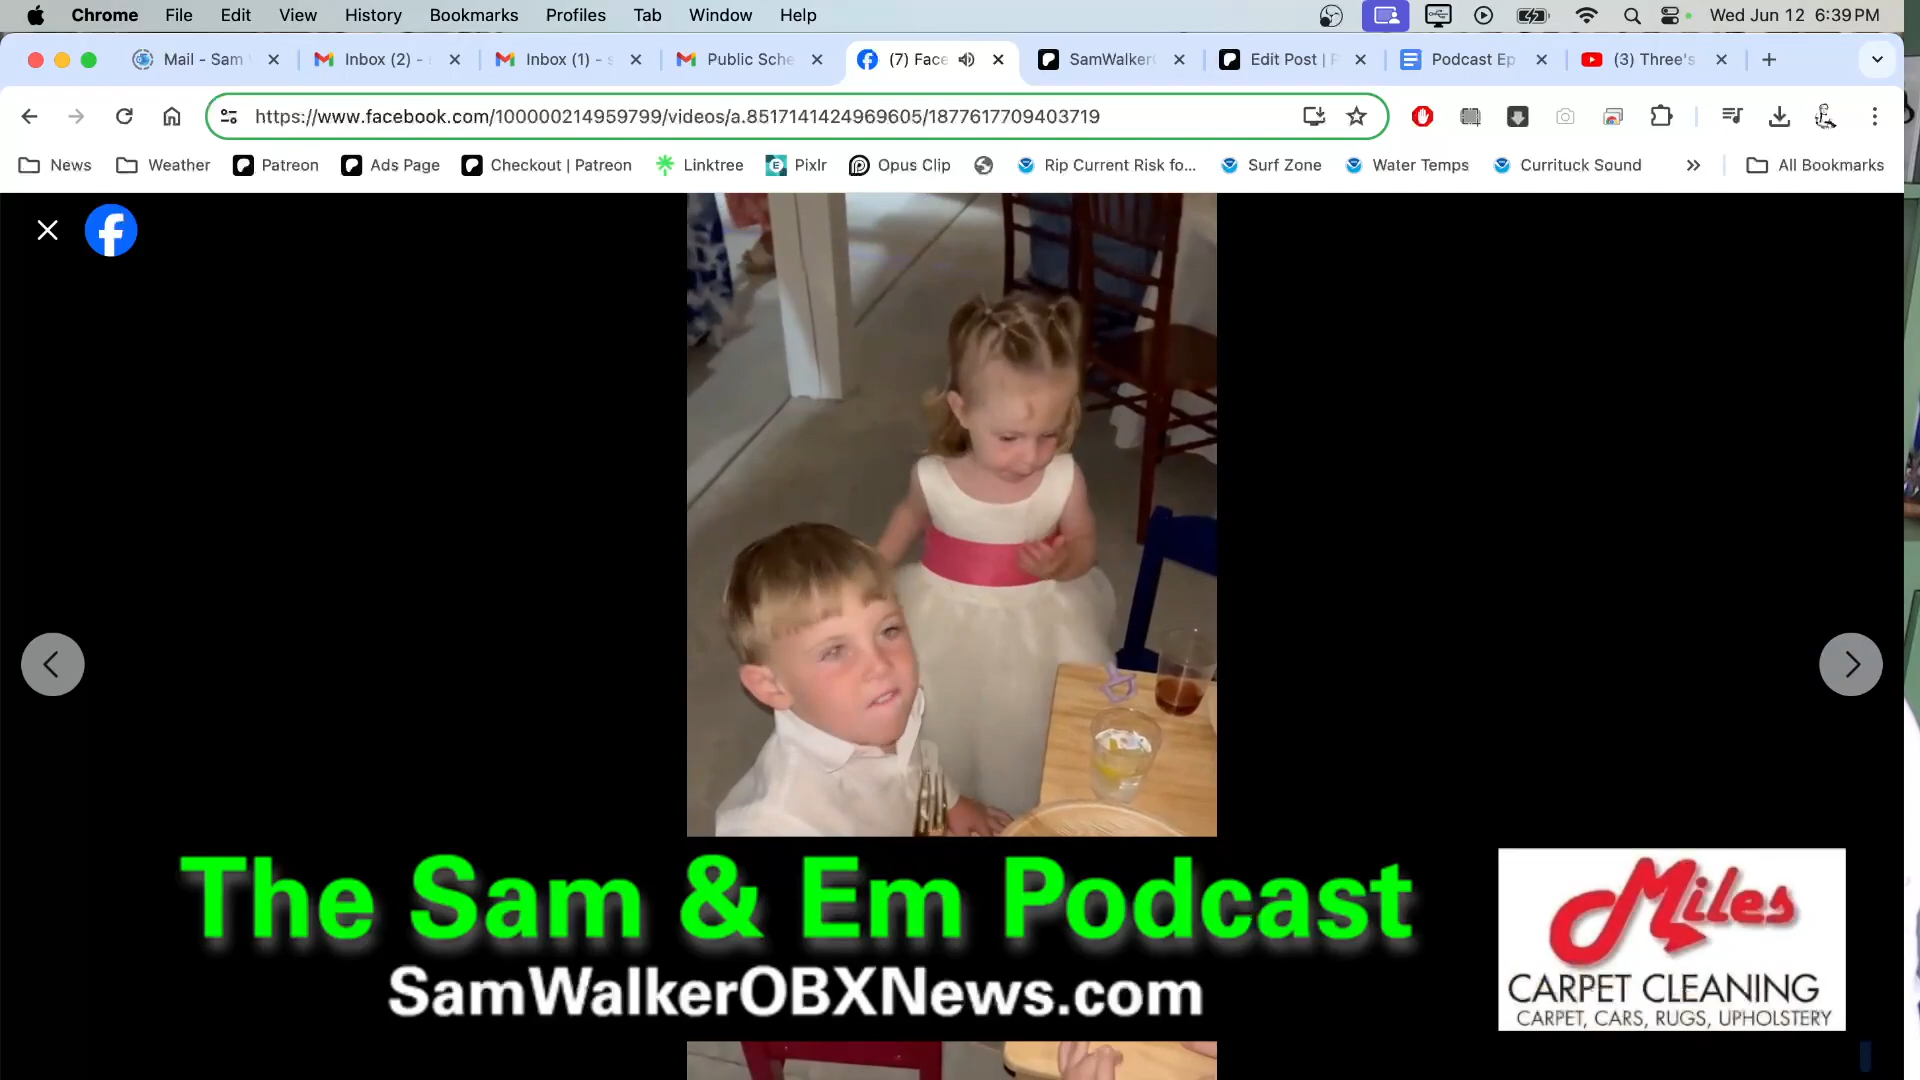 Chrome File Edit View History Bookmarks Profiles Tab Window Help Wed Jun 12 6:39 PM
Mail - Sam Inbox (2) - Inbox (1) - s Public Sche (7) Face SamWalker Edit Post | P Podcast Ep (3) Three's
https://www.facebook.com/100000214959799/videos/a.8517141424969605/1877617709403719
News Weather Patreon Ads Page Checkout | Patreon Linktree Pixlr Opus Clip Rip Current Risk fo... Surf Zone Water Temps Currituck Sound » All Bookmarks
The Sam & Em Podcast
SamWalkerOBXNews.com
Miles
CARPET CLEANING
CARPET, CARS, RUGS, UPHOLSTERY